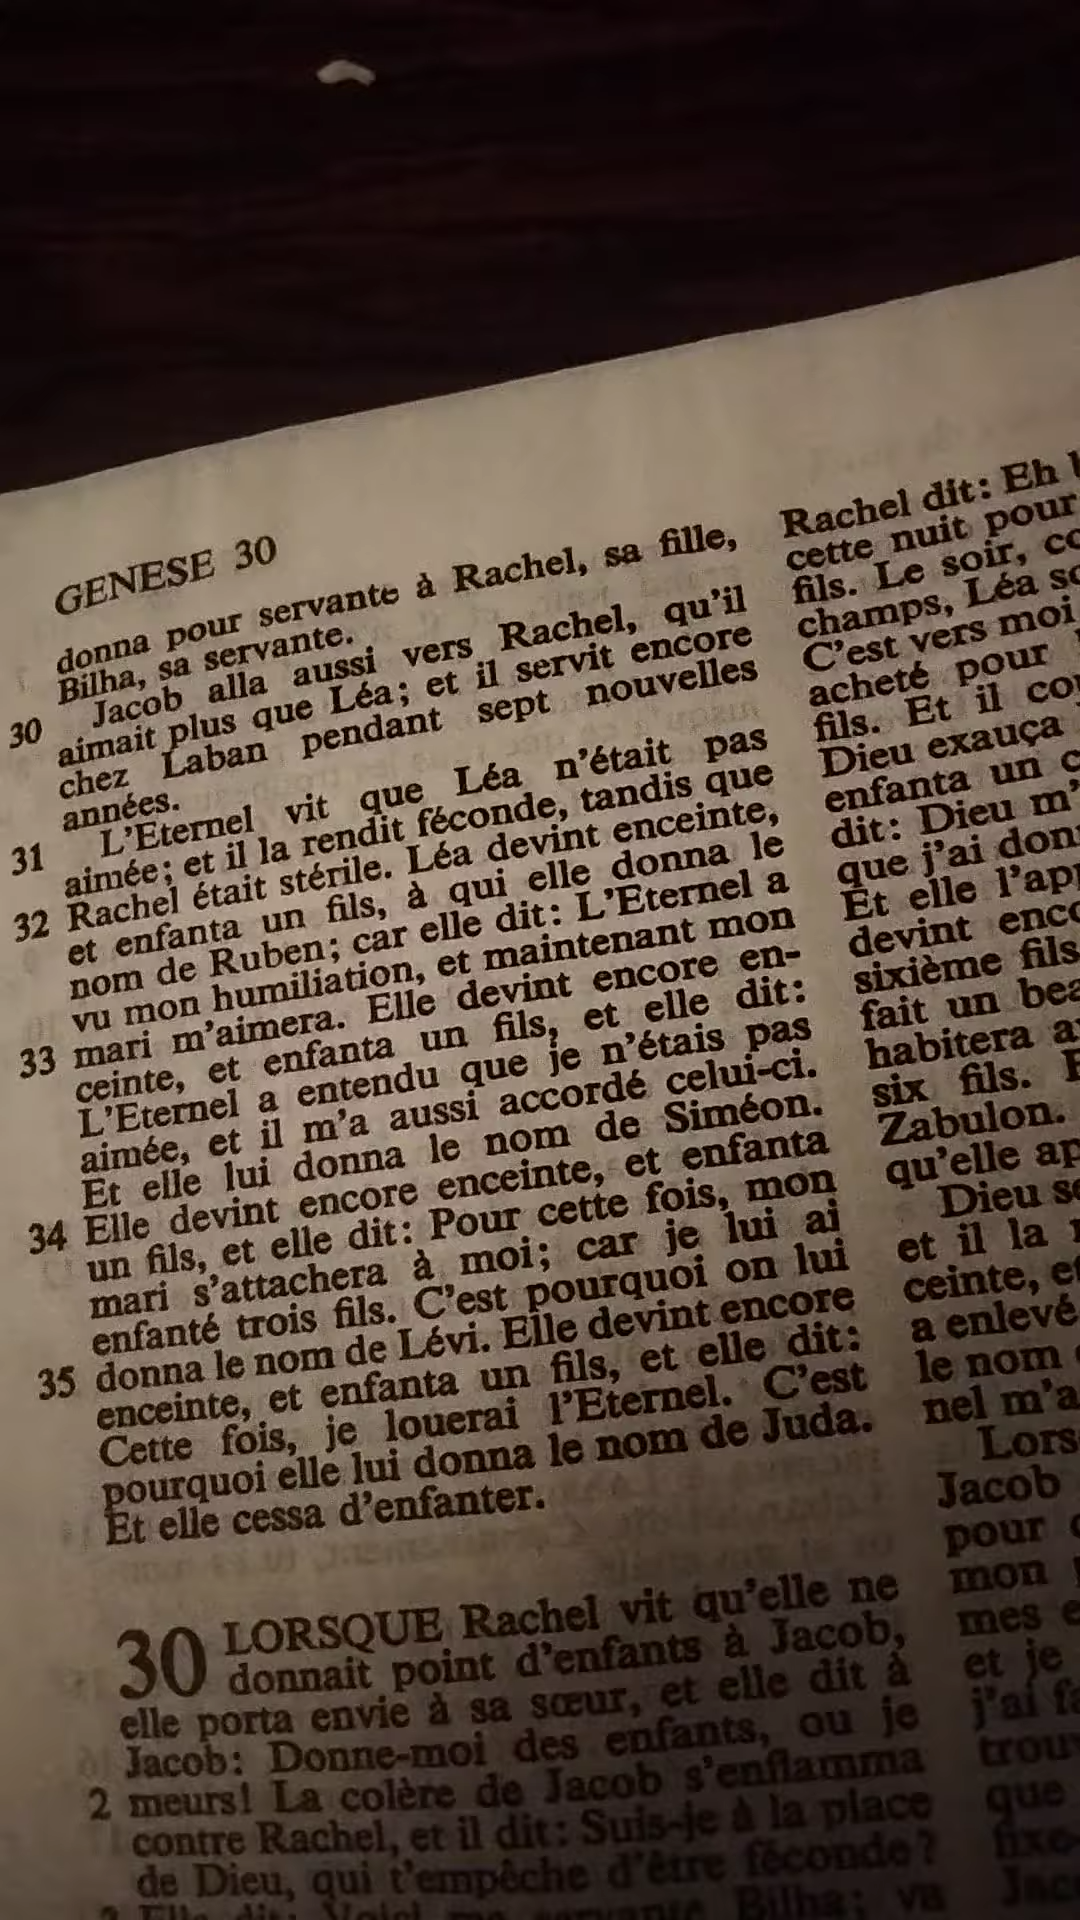 GENESE 30
donna pour servante à Rachel, sa fille,
Bilha, sa servante.
30 Jacob alla aussi vers Rachel, qu'il
aimait plus que Léa; et il servit encore
chez Laban pendant sept nouvelles
années.
31 L'Eternel vit que Léa n'était pas
aimée; et il la rendit féconde, tandis que
32 Rachel était stérile. Léa devint enceinte,
et enfanta un fils, à qui elle donna le
nom de Ruben; car elle dit: L'Eternel a
vu mon humiliation, et maintenant mon
33 mari m'aimera. Elle devint encore en-
ceinte, et enfanta un fils, et elle dit:
L'Eternel a entendu que je n'étais pas
aimée, et il m'a aussi accordé celui-ci.
Et elle lui donna le nom de Siméon.
34 Elle devint encore enceinte, et enfanta
un fils, et elle dit: Pour cette fois, mon
mari s'attachera à moi; car je lui ai
enfanté trois fils. C'est pourquoi on lui
35 donna le nom de Lévi. Elle devint encore
enceinte, et enfanta un fils, et elle dit:
Cette fois, je louerai l'Eternel. C'est
pourquoi elle lui donna le nom de Juda.
Et elle cessa d'enfanter.
30 LORSQUE Rachel vit qu'elle ne
donnait point d'enfants à Jacob,
elle porta envie à sa sœur, et elle dit à
Jacob: Donne-moi des enfants, ou je
2 meurs! La colère de Jacob s'enflamma
contre Rachel, et il dit: Suis-je à la place
de Dieu, qui t'empêche d'être féconde?
servante Bilha; va
Rachel dit: Eh
cette nuit pour
fils. Le soir,
champs, Léa
C'est vers moi
acheté pour
fils. Et il
Dieu exauça
enfanta un
dit: Dieu m'
que j'ai
Et elle
devint
sixième fils
fait un
habitera
six fils.
Zabulon.
qu'elle
Dieu
et il la
ceinte,
a enlevé
le nom
nel m'a
Jacob
pour
mon
mes
et je
j'ai
que